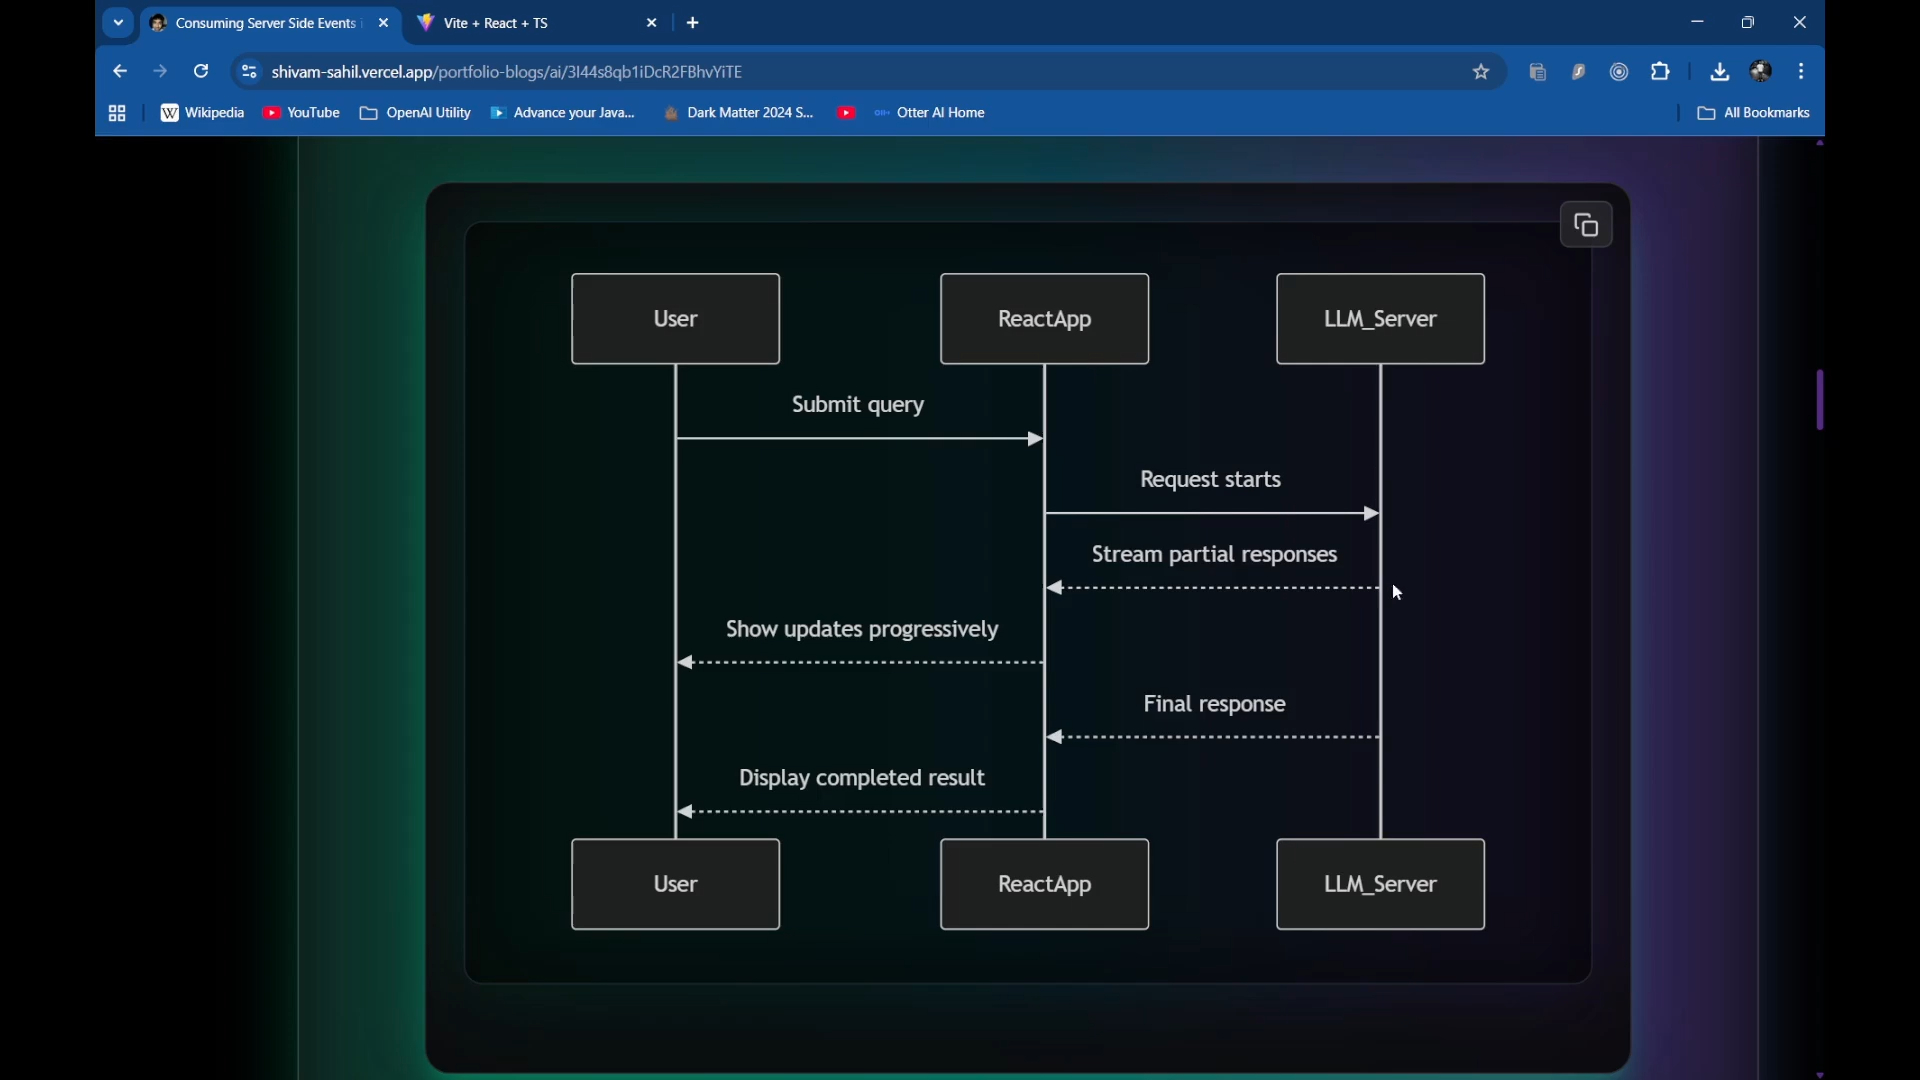 Consuming Server Side Events
Vite + React + TS
shivam-sahil.vercel.app/portfolio-blogs/ai/3l44s8qb1iDcR2FBhvYiTE
Wikipedia
YouTube
OpenAI Utility
Advance your Java...
Dark Matter 2024 S...
Otter AI Home
All Bookmarks
User
ReactApp
LLM_Server
Submit query
Request starts
Stream partial responses
Show updates progressively
Final response
Display completed result
User
ReactApp
LLM_Server